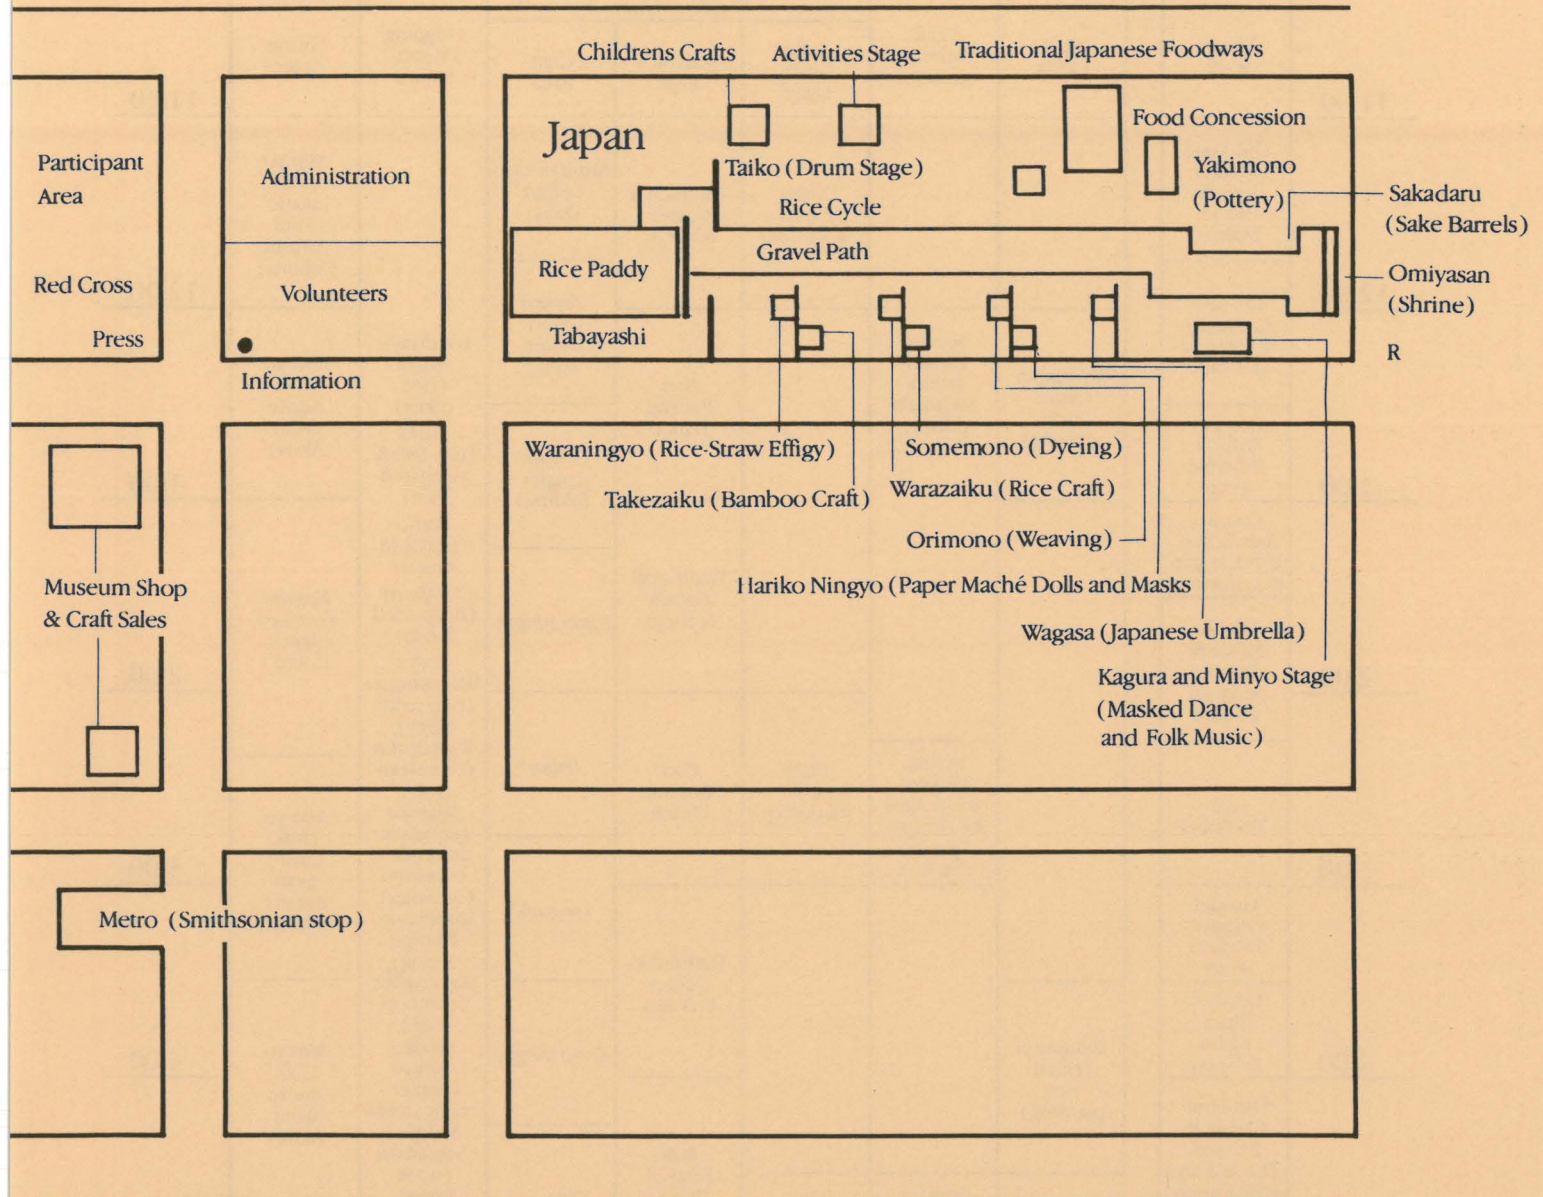 Childrens Crafts
Activities Stage
Traditional Japanese Foodways
Japan
Food Concession
Participant
Area
Administration
Taiko (Drum Stage)
Yakimono
(Pottery)
Sakadaru
(Sake Barrels)
Rice Cycle
Gravel Path
Rice Paddy
Omiyasan
(Shrine)
Red Cross
Volunteers
Press
Tabayashi
R
Information
Waraningyo (Rice-Straw Effigy)
Somemono (Dyeing)
Takezaiku (Bamboo Craft)
Warazaiku (Rice Craft)
Orimono (Weaving)
Museum Shop
& Craft Sales
Hariko Ningyo (Paper Maché Dolls and Masks
Wagasa (Japanese Umbrella)
Kagura and Minyo Stage
(Masked Dance
and Folk Music)
Metro (Smithsonian stop)